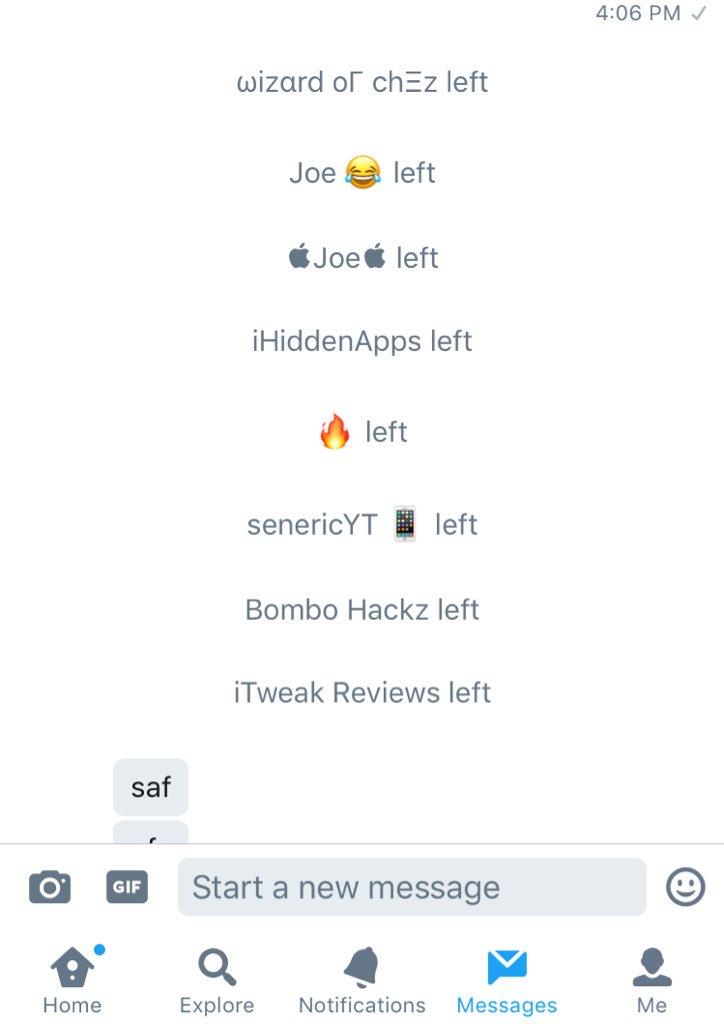 4:06 PM ✓
ωizαrd oΓ chΞz left
Joe 😂 left
Joe left
iHiddenApps left
🔥 left
senericYT 📱 left
Bombo Hackz left
iTweak Reviews left
saf
GIF
Start a new message
Home
Explore
Notifications
Messages
Me